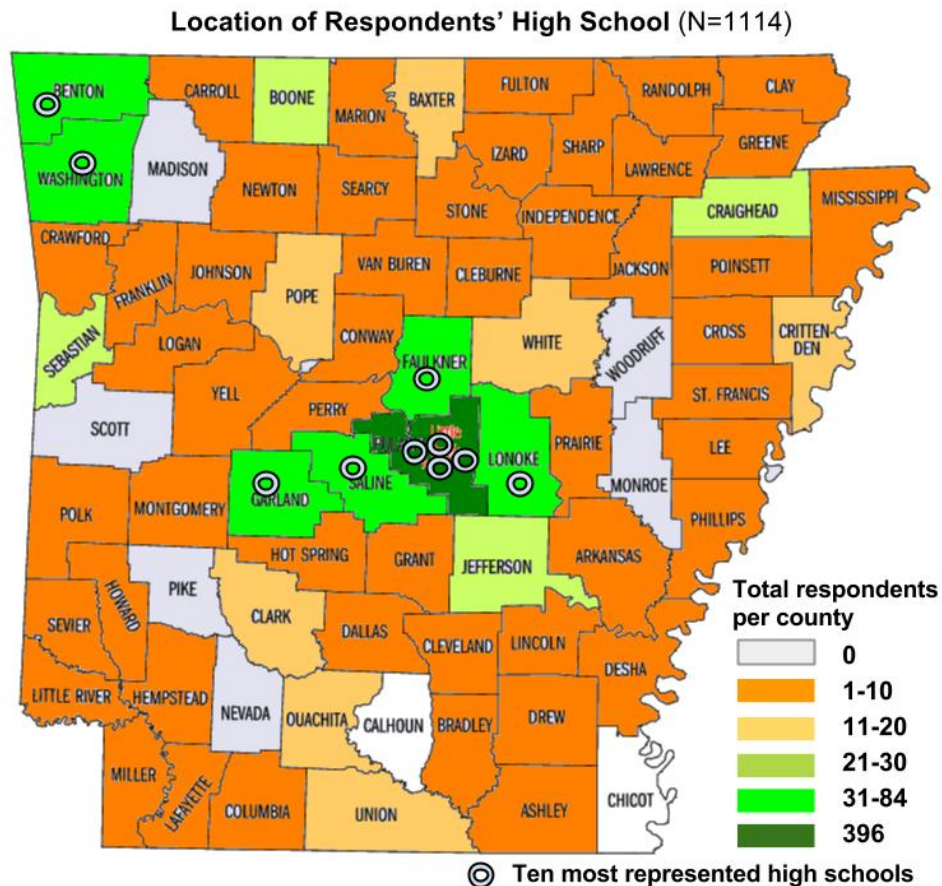 Location of Respondents' High School (N=1114)
BENTON
CARROLL
BOONE
MARION
BAXTER
FULTON
RANDOLPH
CLAY
WASHINGTON
MADISON
NEWTON
SEARCY
IZARD
SHARP
LAWRENCE
GREENE
STONE
INDEPENDENCE
CRAIGHEAD
MISSISSIPPI
CRAWFORD
FRANKLIN
JOHNSON
POPE
VAN BUREN
CLEBURNE
JACKSON
POINSETT
SEBASTIAN
LOGAN
CONWAY
FAULKNER
WHITE
WOODRUFF
CROSS
CRITTEN-
DEN
SCOTT
YELL
PERRY
ST. FRANCIS
Little
LONOKE
PRAIRIE
LEE
POLK
MONTGOMERY
GARLAND
SALINE
MONROE
PHILLIPS
HOT SPRING
GRANT
JEFFERSON
ARKANSAS
HOWARD
PIKE
CLARK
SEVIER
DALLAS
CLEVELAND
LINCOLN
DESHA
LITTLE RIVER
HEMPSTEAD
NEVADA
OUACHITA
CALHOUN
BRADLEY
DREW
MILLER
LAFAYETTE
COLUMBIA
UNION
ASHLEY
CHICOT
Total respondents
per county
0
1-10
11-20
21-30
31-84
396
Ten most represented high schools